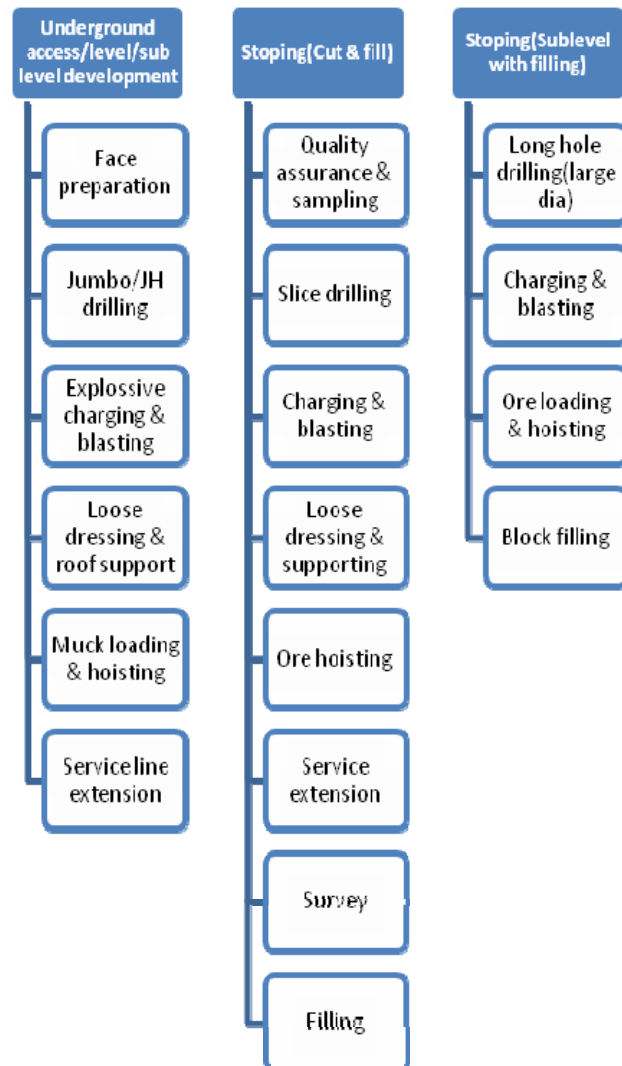 Underground
access/level/sub
level development
Face
preparation
Jumbo/JH
drilling
Explossive
charging &
blasting
Loose
dressing &
roof support
Muck loading
& hoisting
Service line
extension
Stoping(Cut & fill)
Quality
assurance &
sampling
Slice drilling
Charging &
blasting
Loose
dressing &
supporting
Ore hoisting
Service
extension
Survey
Filling
Stoping(Sublevel
with filling)
Long hole
drilling(large
dia)
Charging &
blasting
Ore loading
& hoisting
Block filling